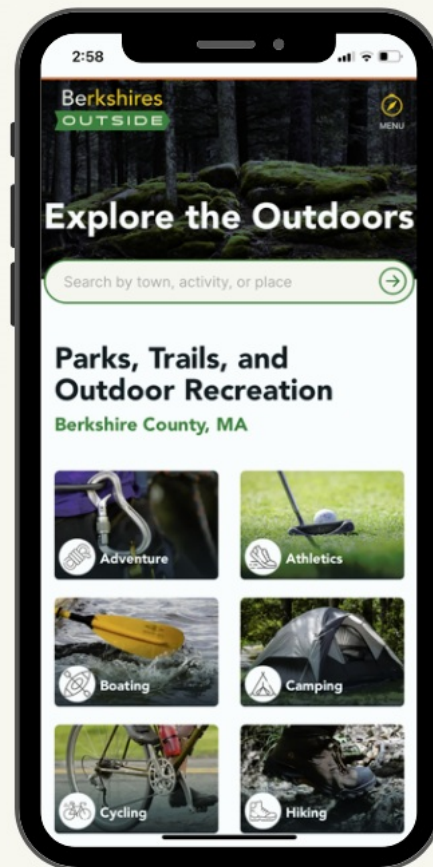 2:58
Berkshires
OUTSIDE
MENU
Explore the Outdoors
Search by town, activity, or place
Parks, Trails, and
Outdoor Recreation
Berkshire County, MA
Adventure
Athletics
Boating
Camping
Cycling
Hiking